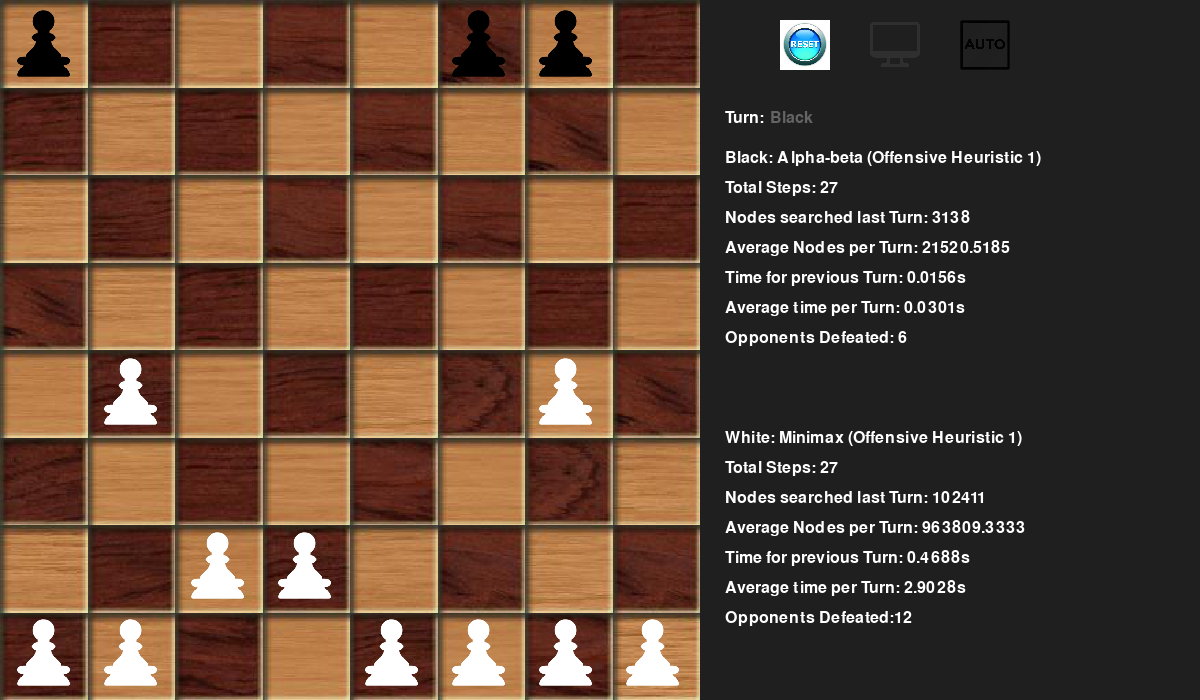 RESET
AUTO
Turn: Black
Black: Alpha-beta (Offensive Heuristic 1)
Total Steps: 27
Nodes searched last Turn: 3138
Average Nodes per Turn: 21520.5185
Time for previous Turn: 0.0156s
Average time per Turn: 0.0301s
Opponents Defeated: 6
White: Minimax (Offensive Heuristic 1)
Total Steps: 27
Nodes searched last Turn: 102411
Average Nodes per Turn: 963809.3333
Time for previous Turn: 0.4688s
Average time per Turn: 2.9028s
Opponents Defeated:12